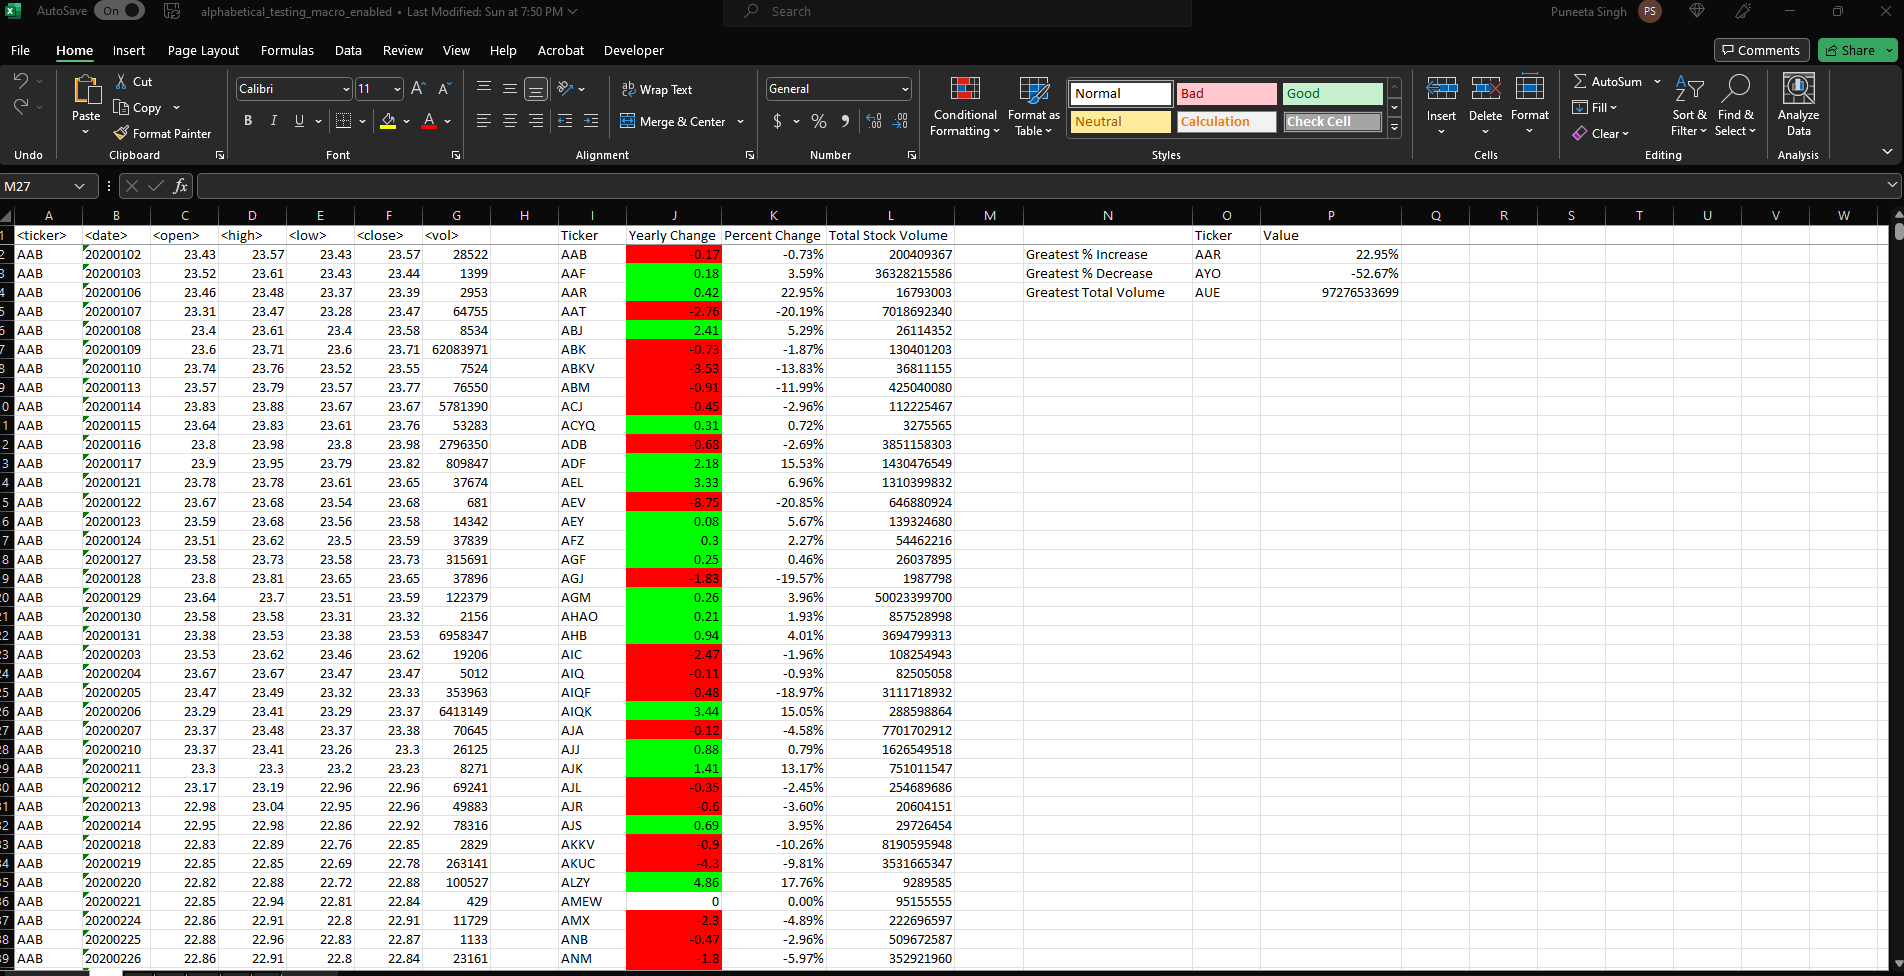 AutoSave On alphabetical_testing_macro_enabled • Last Modified: Sun at 7:50 PM Search Puneeta Singh PS
File Home Insert Page Layout Formulas Data Review View Help Acrobat Developer Comments Share
Cut
Copy
Format Painter
Paste
Calibri 11
B I U
A A
A
ab Wrap Text
Merge & Center
General
$ % 9
Conditional Formatting
Format as Table
Normal Bad Good
Neutral Calculation Check Cell
Insert Delete Format
AutoSum
Fill
Clear
Sort & Filter
Find & Select
Analyze Data
Undo Clipboard Font Alignment Number Styles Cells Editing Analysis
M27 fx
A B C D E F G H I J K L M N O P Q R S T U V W
1 <ticker> <date> <open> <high> <low> <close> <vol> Ticker Yearly Change Percent Change Total Stock Volume Ticker Value
2 AAB 20200102 23.43 23.57 23.43 23.57 28522 AAB -0.17 -0.73% 200409367 Greatest % Increase AAR 22.95%
3 AAB 20200103 23.52 23.61 23.43 23.44 1399 AAF 0.18 3.59% 36328215586 Greatest % Decrease AYO -52.67%
4 AAB 20200106 23.46 23.48 23.37 23.39 2953 AAR 0.42 22.95% 16793003 Greatest Total Volume AUE 97276533699
5 AAB 20200107 23.31 23.47 23.28 23.47 64755 AAT -2.76 -20.19% 7018692340
6 AAB 20200108 23.4 23.61 23.4 23.58 8534 ABJ 2.41 5.29% 26114352
7 AAB 20200109 23.6 23.71 23.6 23.71 62083971 ABK -0.73 -1.87% 130401203
8 AAB 20200110 23.74 23.76 23.52 23.55 7524 ABKV -3.53 -13.83% 36811155
9 AAB 20200113 23.57 23.79 23.57 23.77 76550 ABM -0.91 -11.99% 425040080
0 AAB 20200114 23.83 23.88 23.67 23.67 5781390 ACJ -0.45 -2.96% 112225467
1 AAB 20200115 23.64 23.83 23.61 23.76 53283 ACYQ 0.31 0.72% 3275565
2 AAB 20200116 23.8 23.98 23.8 23.98 2796350 ADB -0.68 -2.69% 3851158303
3 AAB 20200117 23.9 23.95 23.79 23.82 809847 ADF 2.18 15.53% 1430476549
4 AAB 20200121 23.78 23.78 23.61 23.65 37674 AEL 3.33 6.96% 1310399832
5 AAB 20200122 23.67 23.68 23.54 23.68 681 AEV -8.75 -20.85% 646880924
6 AAB 20200123 23.59 23.68 23.56 23.58 14342 AEY 0.08 5.67% 139324680
7 AAB 20200124 23.51 23.62 23.5 23.59 37839 AFZ 0.3 2.27% 54462216
8 AAB 20200127 23.58 23.73 23.58 23.73 315691 AGF 0.25 0.46% 26037895
9 AAB 20200128 23.8 23.81 23.65 23.65 37896 AGJ -1.83 -19.57% 1987798
20 AAB 20200129 23.64 23.7 23.51 23.59 122379 AGM 0.26 3.96% 50023399700
21 AAB 20200130 23.58 23.58 23.31 23.32 2156 AHAO 0.21 1.93% 857528998
22 AAB 20200131 23.38 23.53 23.38 23.53 6958347 AHB 0.94 4.01% 3694799313
23 AAB 20200203 23.53 23.62 23.46 23.62 19206 AIC -2.47 -1.96% 108254943
24 AAB 20200204 23.67 23.67 23.47 23.47 5012 AIQ -0.11 -0.93% 82505058
25 AAB 20200205 23.47 23.49 23.32 23.33 353963 AIQF -0.48 -18.97% 3111718932
26 AAB 20200206 23.29 23.41 23.29 23.37 6413149 AIQK 3.44 15.05% 288598864
27 AAB 20200207 23.37 23.48 23.37 23.38 70645 AJA -0.12 -4.58% 7701702912
28 AAB 20200210 23.37 23.41 23.26 23.3 26125 AJJ 0.88 0.79% 1626549518
29 AAB 20200211 23.3 23.3 23.2 23.23 8271 AJK 1.41 13.17% 751011547
30 AAB 20200212 23.17 23.19 22.96 22.96 69241 AJL -0.35 -2.45% 254689686
31 AAB 20200213 22.98 23.04 22.95 22.96 49883 AJR -0.6 -3.60% 20604151
32 AAB 20200214 22.95 22.98 22.86 22.92 78316 AJS 0.69 3.95% 29726454
33 AAB 20200218 22.83 22.89 22.76 22.85 2829 AKKV -0.9 -10.26% 8190595948
34 AAB 20200219 22.85 22.85 22.69 22.78 263141 AKUC -4.3 -9.81% 3531665347
35 AAB 20200220 22.82 22.88 22.72 22.88 100527 ALZY 4.86 17.76% 9289585
36 AAB 20200221 22.85 22.94 22.81 22.84 429 AMEW 0 0.00% 95155555
37 AAB 20200224 22.86 22.91 22.8 22.91 11729 AMX -2.3 -4.89% 222696597
38 AAB 20200225 22.88 22.96 22.83 22.87 1133 ANB -0.47 -2.96% 509672587
39 AAB 20200226 22.86 22.91 22.8 22.84 23161 ANM -1.8 -5.97% 352921960